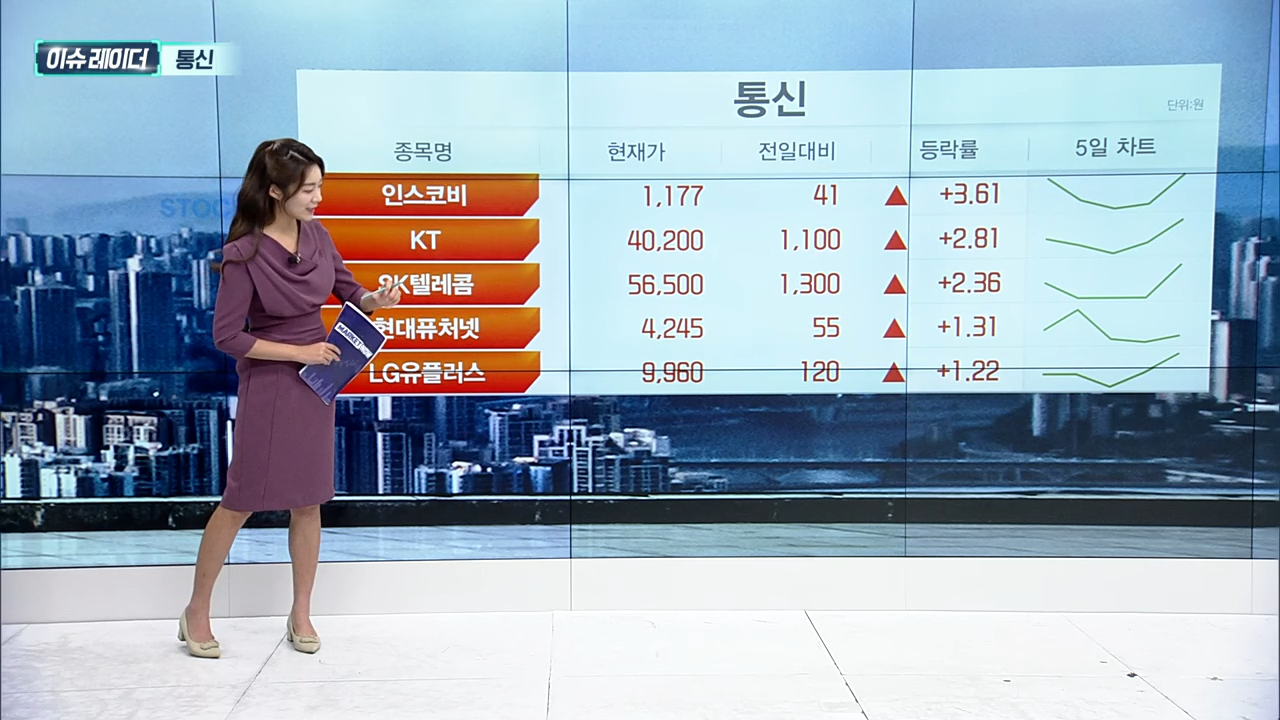 이슈레이더 통신
통신
단위:원
종목명 현재가 전일대비 등락률 5일 차트
인스코비 1,177 41 ▲ +3.61
KT 40,200 1,100 ▲ +2.81
SK텔레콤 56,500 1,300 ▲ +2.36
현대퓨처넷 4,245 55 ▲ +1.31
LG유플러스 9,960 120 ▲ +1.22
STOC
MARKET